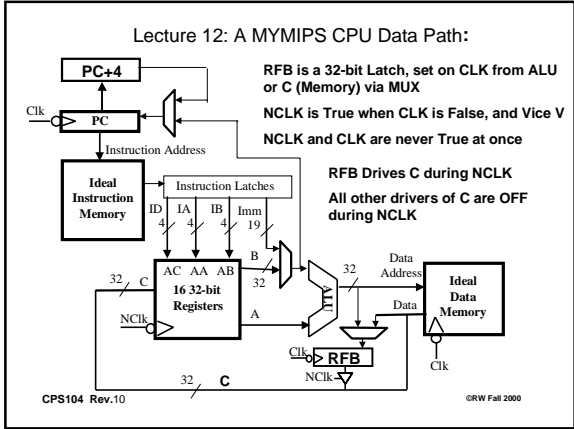 Lecture 12: A MYMIPS CPU Data Path:
PC+4
RFB is a 32-bit Latch, set on CLK from ALU
or C (Memory) via MUX
NCLK is True when CLK is False, and Vice V
NCLK and CLK are never True at once
RFB Drives C during NCLK
All other drivers of C are OFF
during NCLK
Clk
PC
Instruction Address
Ideal
Instruction
Memory
Instruction Latches
ID
IA
IB
Imm
4
4
4
19
AC AA AB
B
32
16 32-bit
Registers
32
C
NClk
A
ALU
32
Data
Address
Data
Ideal
Data
Memory
Clk
Clk
RFB
NClk
32
C
CPS104 Rev.10
©RW Fall 2000